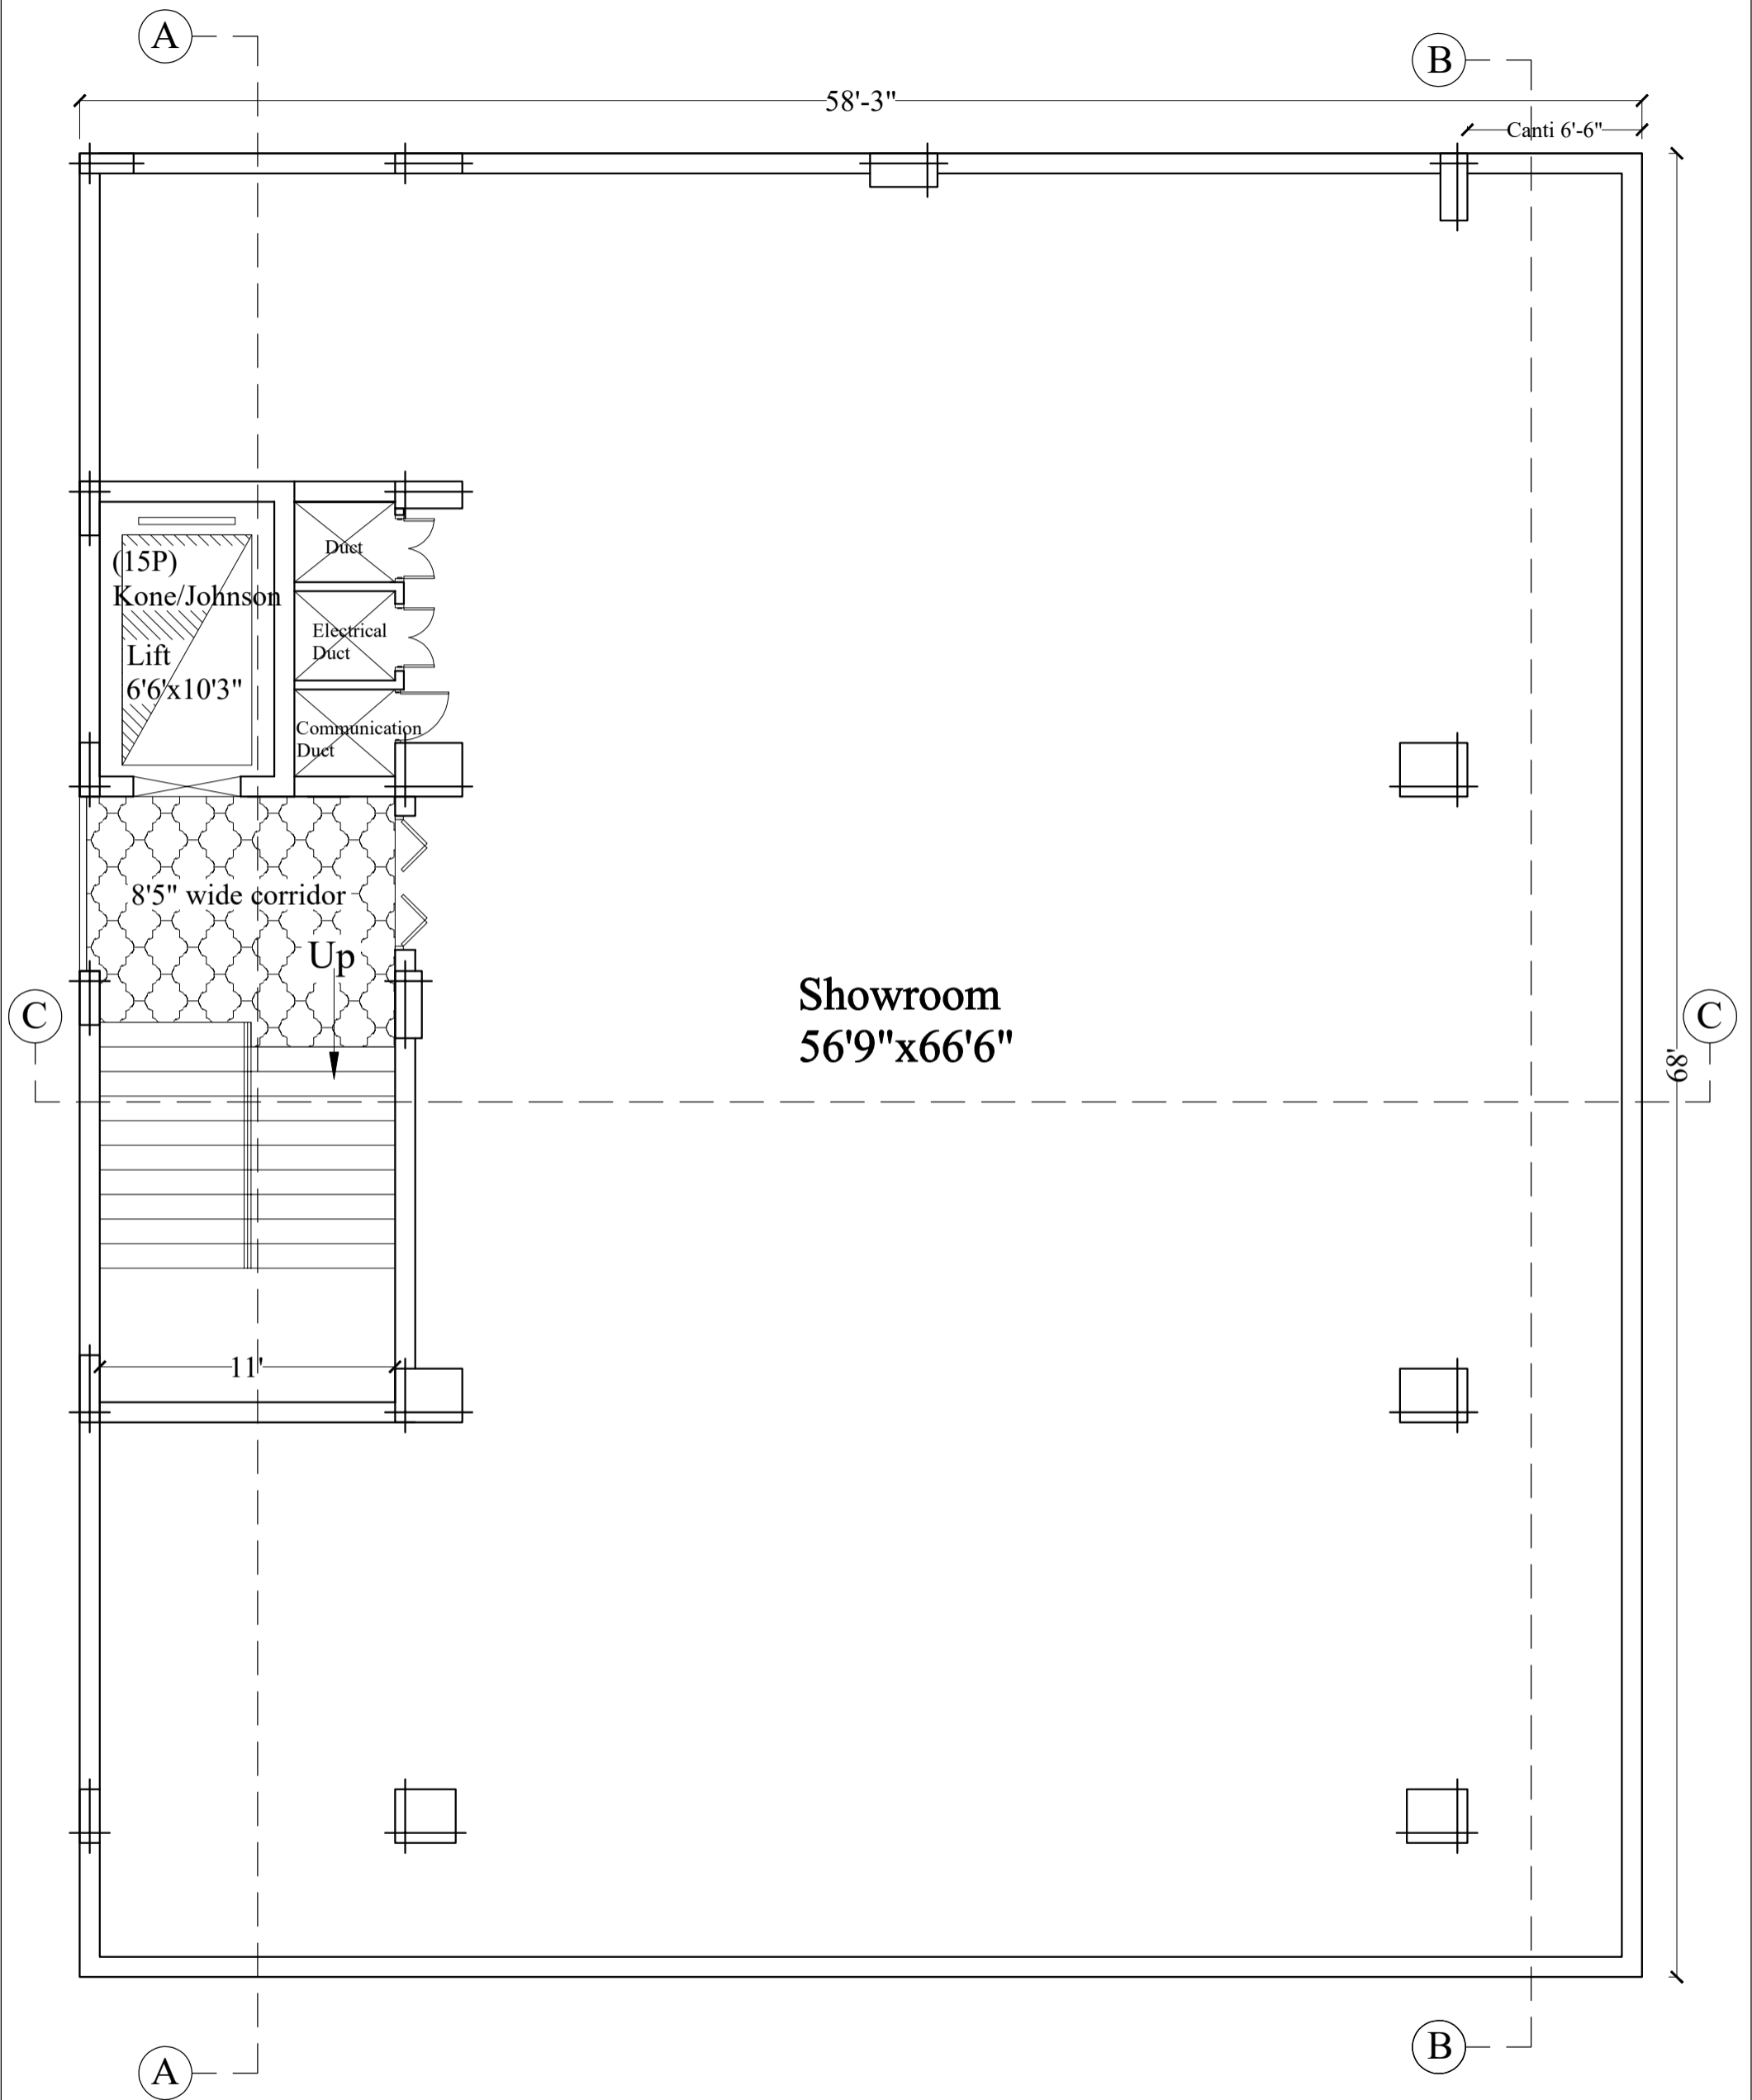 A
B
58'-3"
Canti 6'-6"
(15P)
Kone/Johnson
Lift
6'6'x10'3"
Duct
Electrical
Duct
Communication
Duct
8'5" wide corridor
Up
C
Showroom
56'9"x66'6"
C
68'
11'
A
B